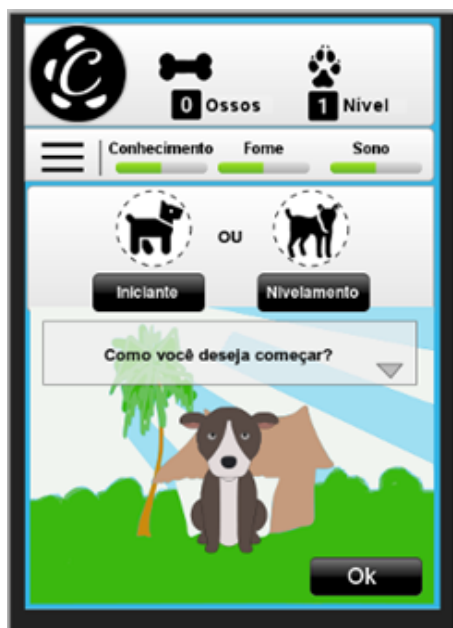 C
0 Ossos
1 Nível
Conhecimento Fome Sono
ou
Iniciante
Nivelamento
Como você deseja começar?
Ok